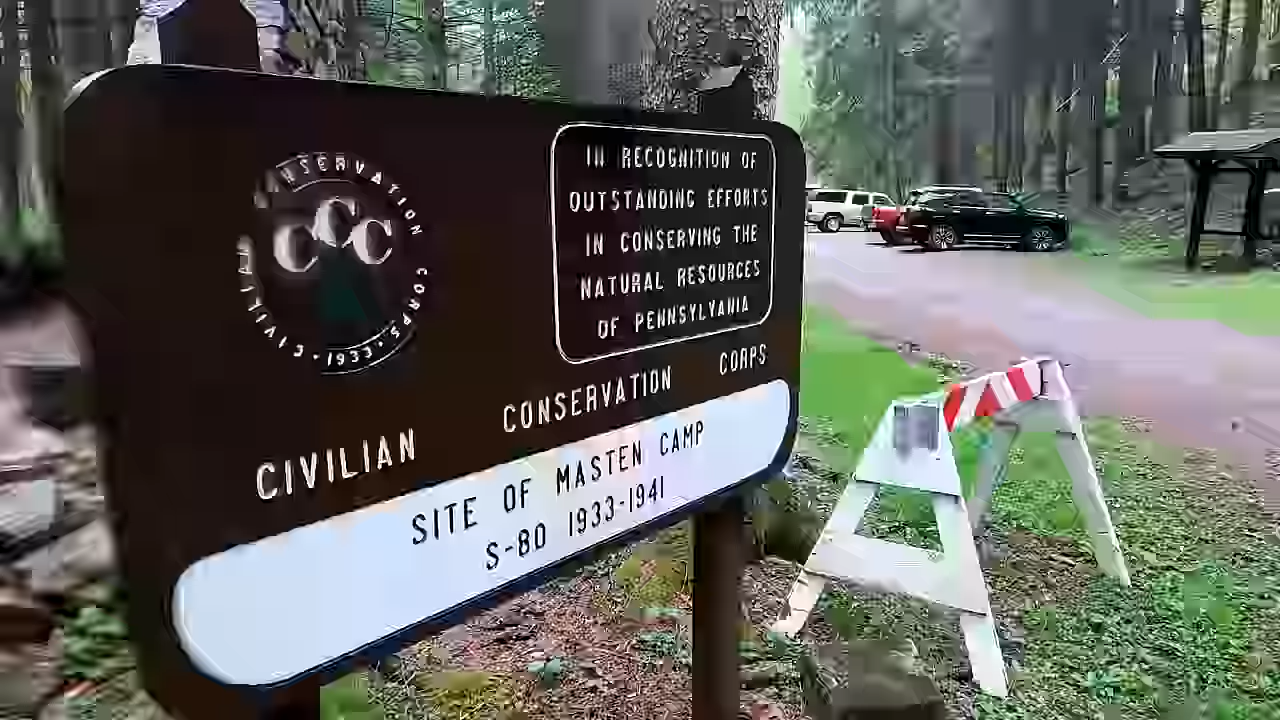 CONSERVATION CORPS · 1933 · CIVILIAN
CCC
IN RECOGNITION OF
OUTSTANDING EFFORTS
IN CONSERVING THE
NATURAL RESOURCES
OF PENNSYLVANIA
CIVILIAN CONSERVATION CORPS
SITE OF MASTEN CAMP
S-80 1933-1941